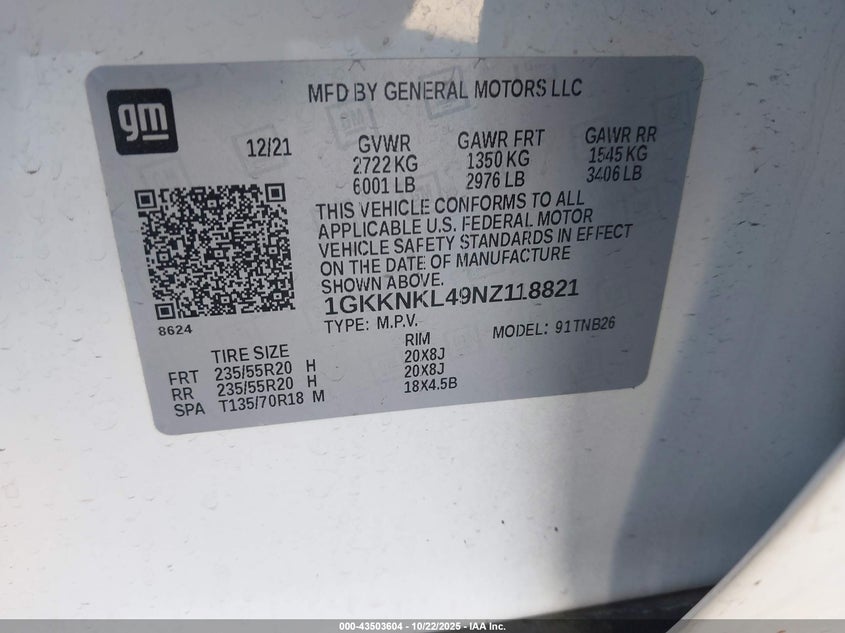 gm
MFD BY GENERAL MOTORS LLC
12/21
GVWR GAWR FRT GAWR RR
2722 KG 1350 KG 1545 KG
6001 LB 2976 LB 3406 LB
THIS VEHICLE CONFORMS TO ALL
APPLICABLE U.S. FEDERAL MOTOR
VEHICLE SAFETY STANDARDS IN EFFECT
ON THE DATE OF MANUFACTURE
SHOWN ABOVE.
1GKKNKL49NZ118821
8624
TYPE: M.P.V. MODEL: 91TNB26
TIRE SIZE RIM
FRT 235/55R20 H 20X8J
RR 235/55R20 H 20X8J
SPA T135/70R18 M 18X4.5B
000-43503604 - 10/22/2025 - IAA Inc.